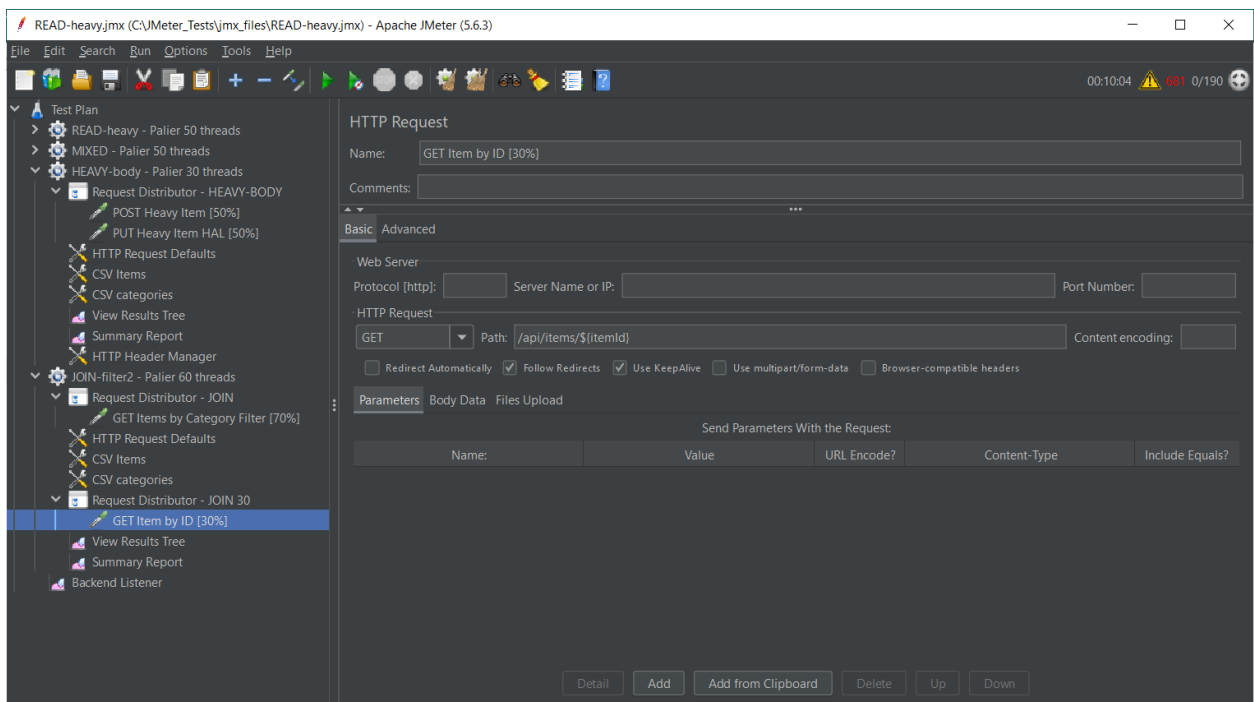 READ-heavy.jmx (C:\JMeter_Tests\jmx_files\READ-heavy.jmx) - Apache JMeter (5.6.3)
File Edit Search Run Options Tools Help
00:10:04 681 0/190
Test Plan
READ-heavy - Palier 50 threads
MIXED - Palier 50 threads
HEAVY-body - Palier 30 threads
Request Distributor - HEAVY-BODY
POST Heavy Item [50%]
PUT Heavy Item HAL [50%]
HTTP Request Defaults
CSV Items
CSV categories
View Results Tree
Summary Report
HTTP Header Manager
JOIN-filter2 - Palier 60 threads
Request Distributor - JOIN
GET Items by Category Filter [70%]
HTTP Request Defaults
CSV Items
CSV categories
Request Distributor - JOIN 30
GET Item by ID [30%]
View Results Tree
Summary Report
Backend Listener
HTTP Request
Name: GET Item by ID [30%]
Comments:
Basic Advanced
Web Server
Protocol [http]: Server Name or IP: Port Number:
HTTP Request
GET Path: /api/items/${itemId} Content encoding:
Redirect Automatically Follow Redirects Use KeepAlive Use multipart/form-data Browser-compatible headers
Parameters Body Data Files Upload
Send Parameters With the Request:
Name: Value URL Encode? Content-Type Include Equals?
Detail Add Add from Clipboard Delete Up Down